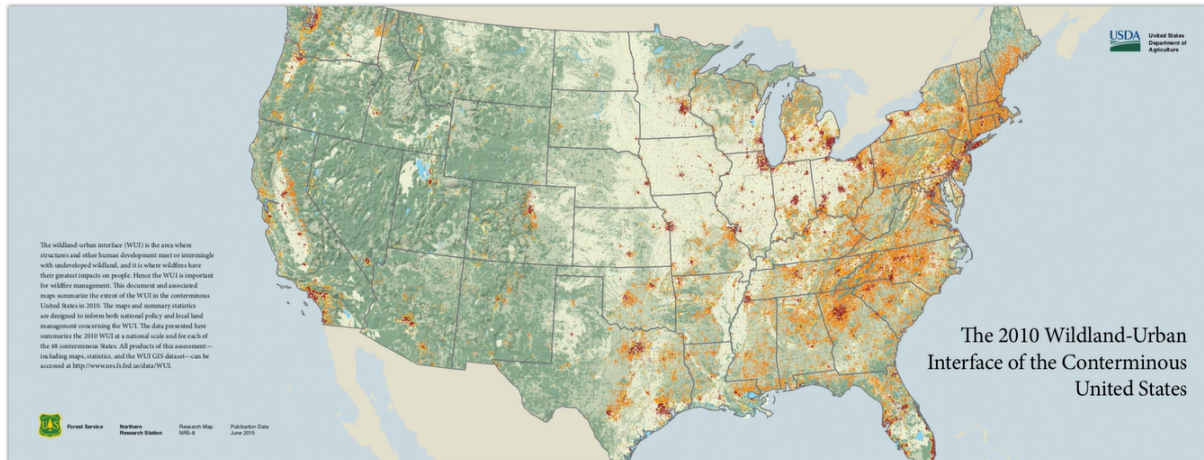 USDA
United States
Department of
Agriculture
The wildland-urban interface (WUI) is the area where
structures and other human development meet or intermingle
with undeveloped wildland, and it is where wildfires have
their greatest impacts on people. Hence the WUI is important
for wildfire management. This document and associated
maps summarize the extent of the WUI in the conterminous
United States in 2010. The maps and summary statistics
are designed to inform both national policy and local land
management concerning the WUI. The data presented here
summarize the 2010 WUI at a national scale and for each of
the 48 conterminous States. All products of this assessment—
including maps, statistics, and the WUI GIS dataset—can be
accessed at http://www.nrs.fs.fed.us/data/WUI.
The 2010 Wildland-Urban
Interface of the Conterminous
United States
U S
Forest Service
Northern
Research Station
Research Map
NRS-8
Publication Date
June 2015